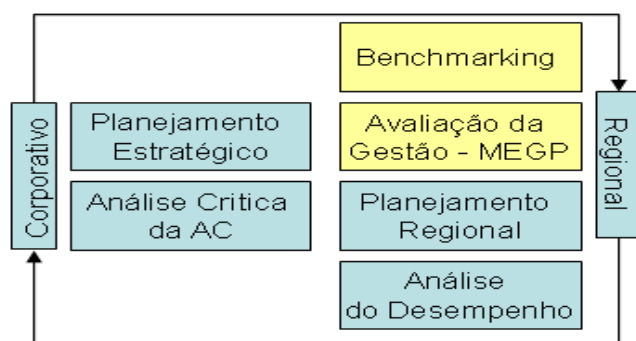 Benchmarking
Corporativo
Planejamento
Estratégico
Avaliação da
Gestão - MEGP
Regional
Análise Critica
da AC
Planejamento
Regional
Análise
do Desempenho